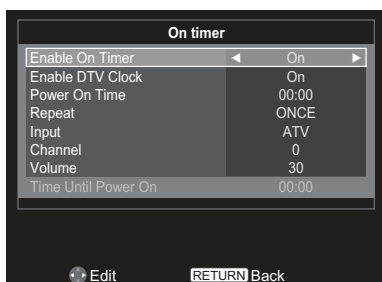 On timer
Enable On Timer On
Enable DTV Clock On
Power On Time 00:00
Repeat ONCE
Input ATV
Channel 0
Volume 30
Time Until Power On 00:00
Edit RETURN Back